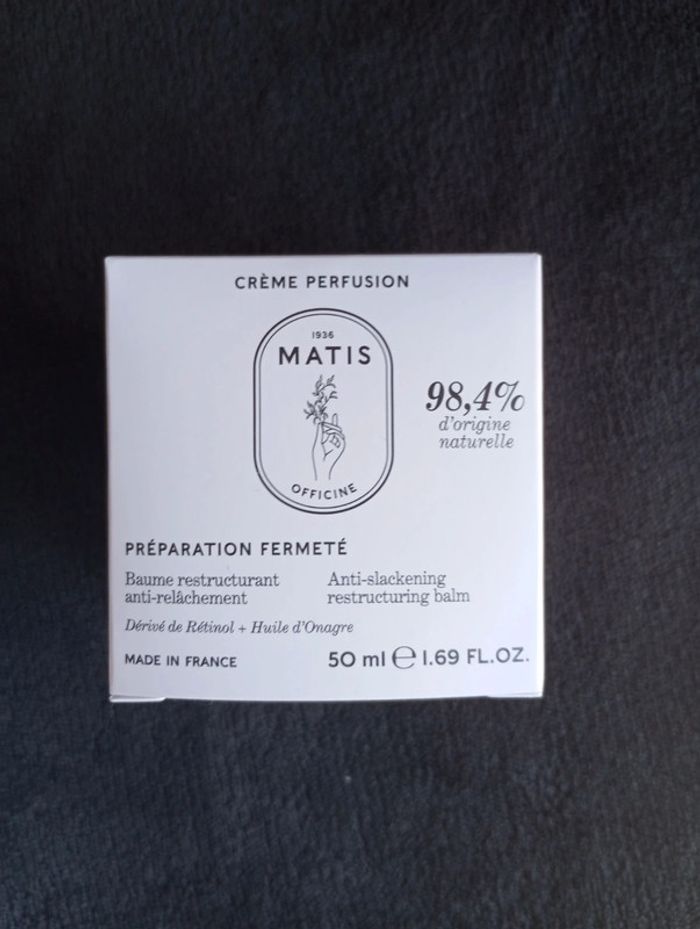 CRÈME PERFUSION
1936
MATIS
OFFICINE
98,4%
d'origine
naturelle
PRÉPARATION FERMETÉ
Baume restructurant
anti-relâchement
Anti-slackening
restructuring balm
Dérivé de Rétinol + Huile d'Onagre
MADE IN FRANCE
50 ml ℮ 1.69 FL.OZ.